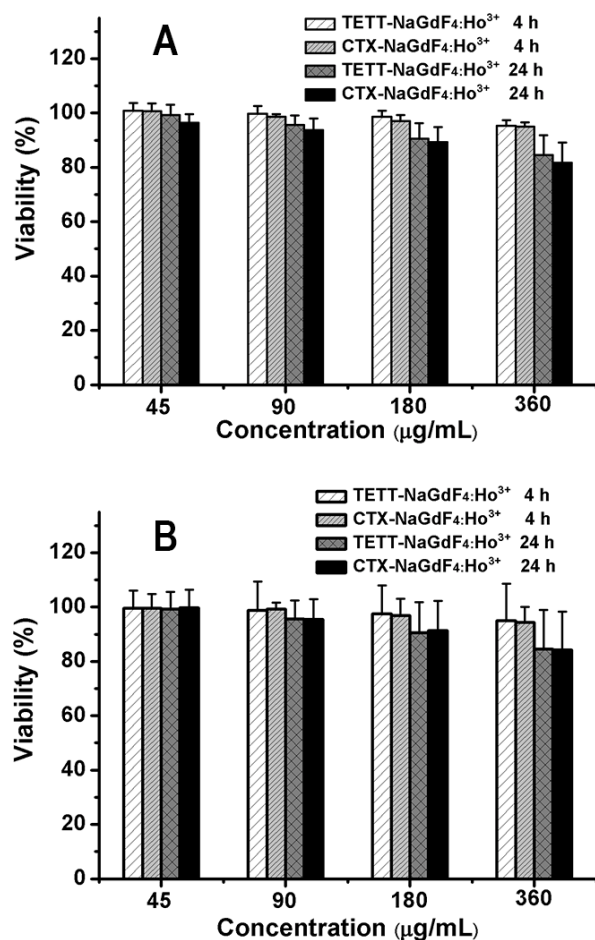 A
TETT-NaGdF₄:Ho³⁺ 4 h
CTX-NaGdF₄:Ho³⁺ 4 h
TETT-NaGdF₄:Ho³⁺ 24 h
CTX-NaGdF₄:Ho³⁺ 24 h
Viability (%)
120
100
80
60
40
20
0
45 90 180 360
Concentration (μg/mL)
B
TETT-NaGdF₄:Ho³⁺ 4 h
CTX-NaGdF₄:Ho³⁺ 4 h
TETT-NaGdF₄:Ho³⁺ 24 h
CTX-NaGdF₄:Ho³⁺ 24 h
Viability (%)
120
100
80
60
40
20
0
45 90 180 360
Concentration (μg/mL)